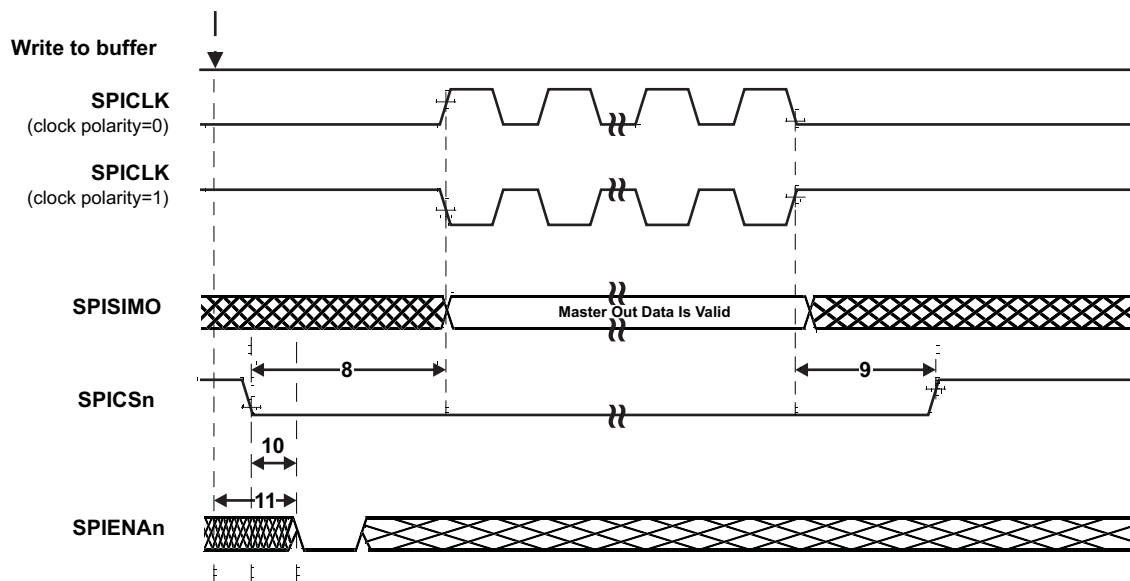 Write to buffer
SPICLK
(clock polarity=0)
SPICLK
(clock polarity=1)
SPISIMO
Master Out Data Is Valid
8
9
SPICSn
10
11
SPIENAn